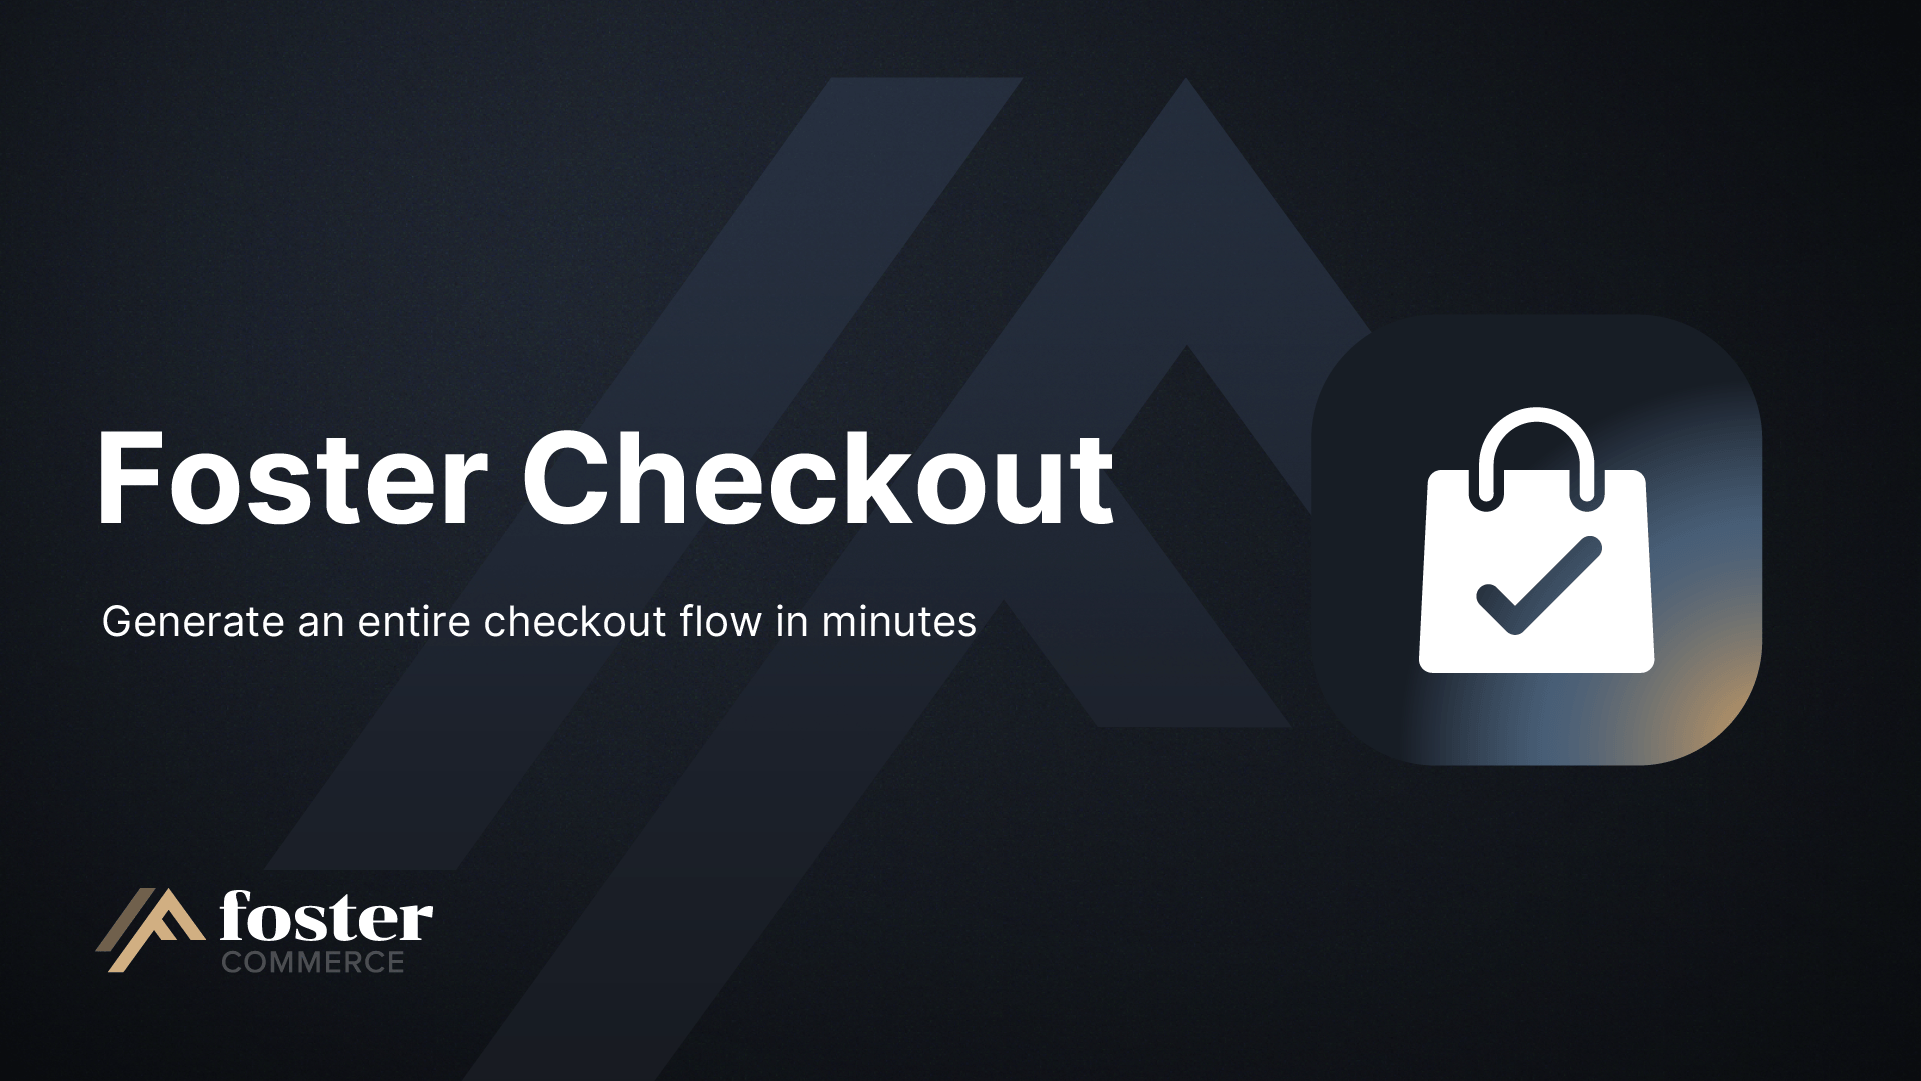 Foster Checkout
Generate an entire checkout flow in minutes
foster
COMMERCE